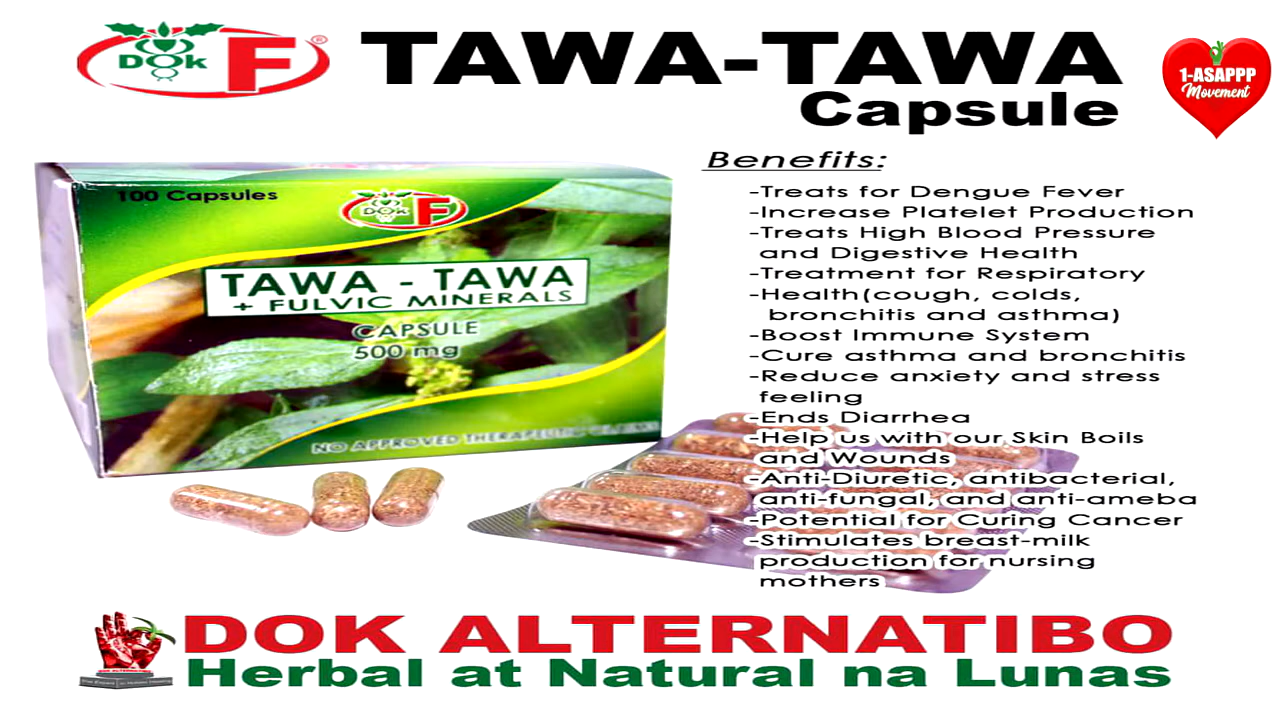 DOK F®
TAWA-TAWA
Capsule
1-ASAPPP
Movement
Benefits:
-Treats for Dengue Fever
-Increase Platelet Production
-Treats High Blood Pressure
and Digestive Health
-Treatment for Respiratory
-Health(cough, colds,
bronchitis and asthma)
-Boost Immune System
-Cure asthma and bronchitis
-Reduce anxiety and stress
feeling
-Ends Diarrhea
-Help us with our Skin Boils
and Wounds
-Anti-Diuretic, antibacterial,
anti-fungal, and anti-ameba
-Potential for Curing Cancer
-Stimulates breast-milk
production for nursing
mothers
100 Capsules
DOK F
TAWA - TAWA
+ FULVIC MINERALS
CAPSULE
500 mg
NO APPROVED THERAPEUTIC CLAIMS
DOK ALTERNATIBO
Herbal at Natural na Lunas
DOK ALTERNATIBO